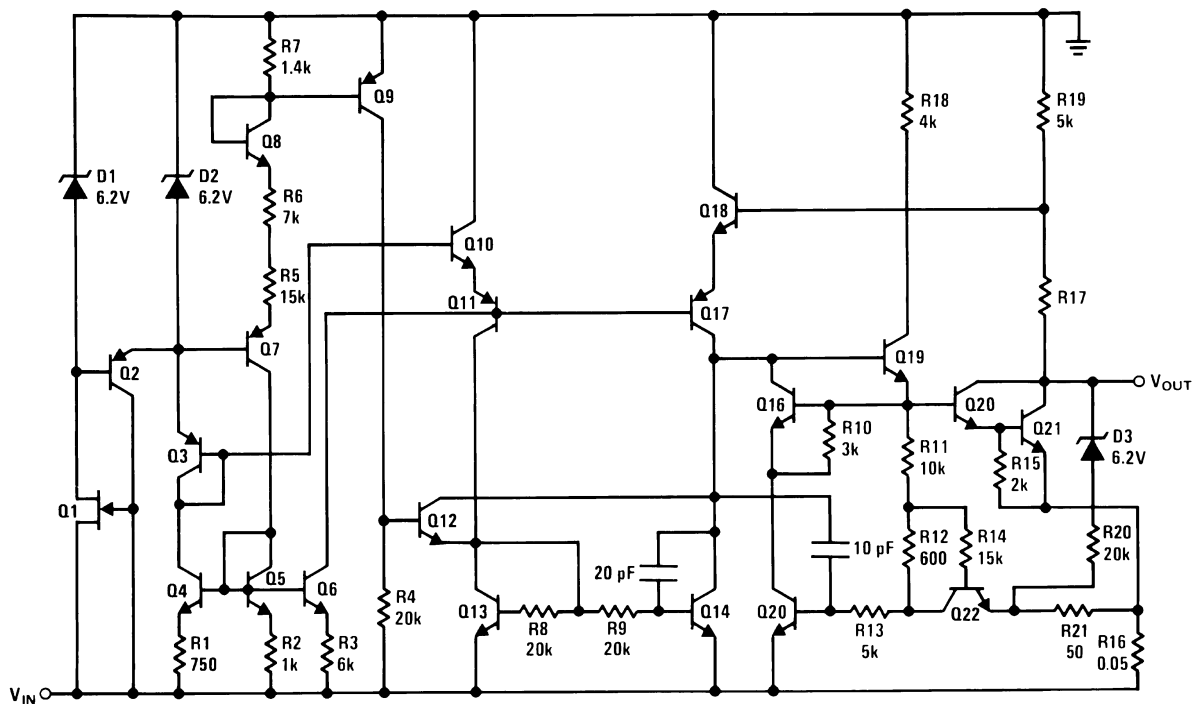 R7
1.4k
Q9
R18
4k
R19
5k
Q8
D1
6.2V
D2
6.2V
R6
7k
Q18
Q10
R5
15k
R17
Q11
Q17
Q7
Q2
Q19
VOUT
Q16
Q20
Q21
R10
3k
R11
10k
D3
6.2V
R15
2k
Q3
Q1
Q12
10 pF
R12
600
R14
15k
R20
20k
20 pF
Q4
Q5
Q6
R4
20k
Q13
Q14
Q20
Q22
R8
20k
R9
20k
R13
5k
R21
50
R16
0.05
R1
750
R2
1k
R3
6k
VIN